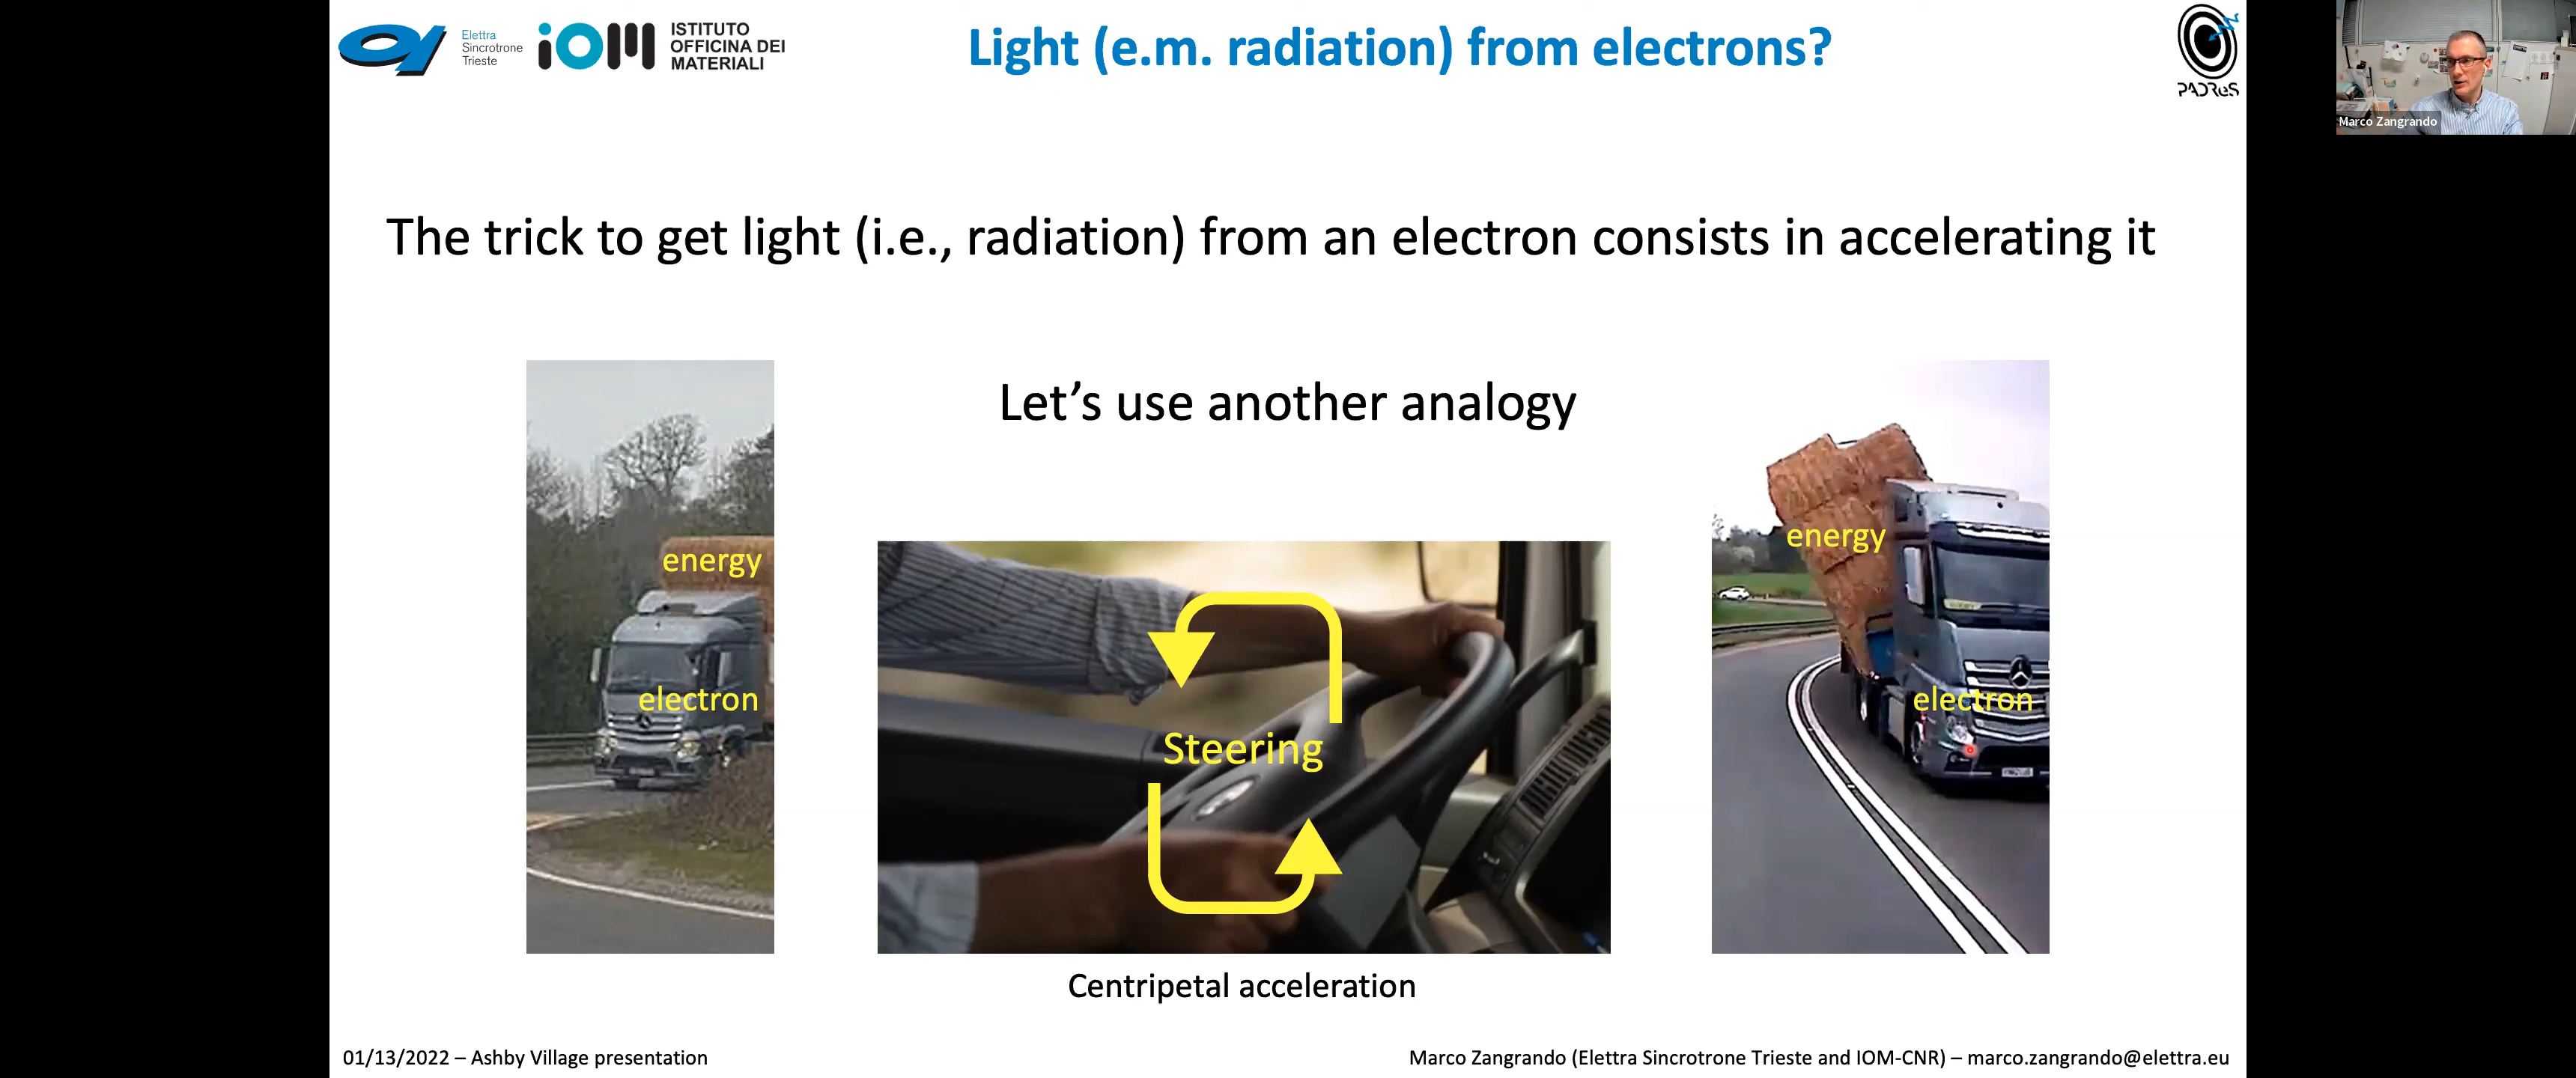 Elettra
Sincrotrone
Trieste
iOM
ISTITUTO
OFFICINA DEI
MATERIALI
Light (e.m. radiation) from electrons?
PADReS
Marco Zangrando
The trick to get light (i.e., radiation) from an electron consists in accelerating it
Let’s use another analogy
energy
electron
Steering
energy
electron
Centripetal acceleration
01/13/2022 – Ashby Village presentation
Marco Zangrando (Elettra Sincrotrone Trieste and IOM-CNR) – marco.zangrando@elettra.eu